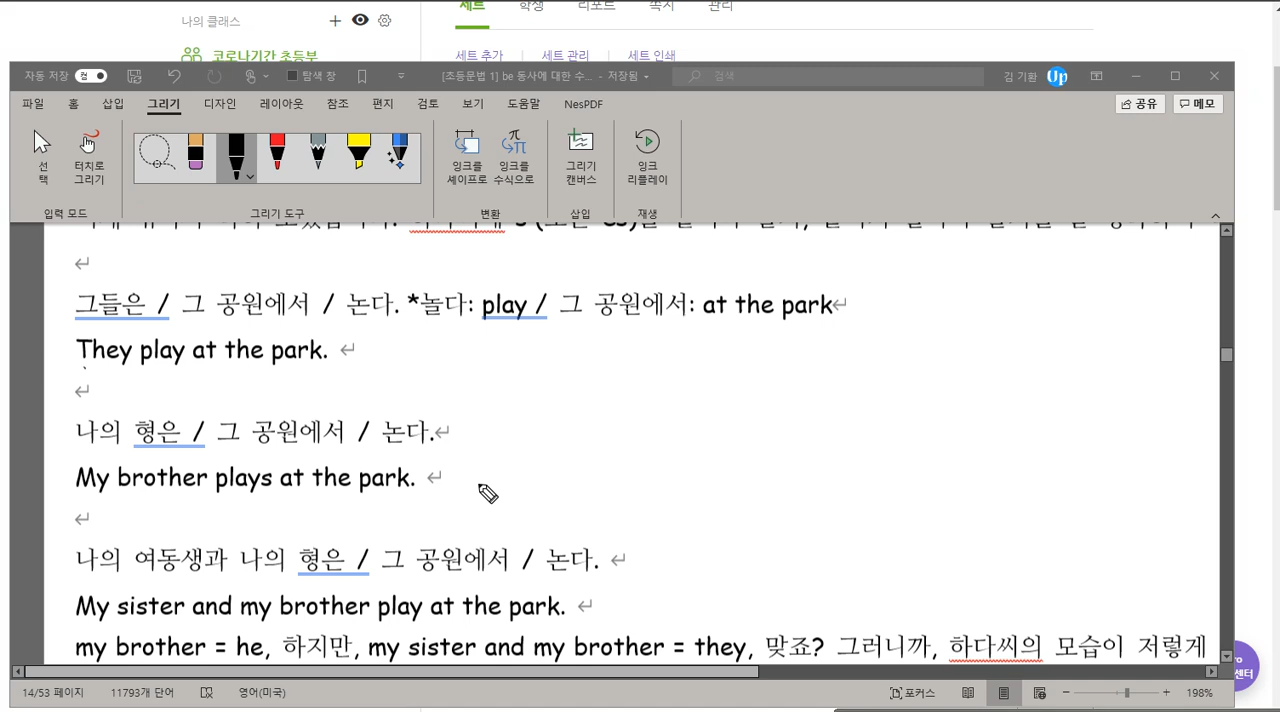 나의 클래스
세트 학생 리포트 쪽지 관리
코로나기간 초등부
세트 추가 세트 관리 세트 인쇄
자동 저장 [초등문법 1] be 동사에 대한 수... - 저장됨 검색 김 기환 Up
탐색 창
파일 홈 삽입 그리기 디자인 레이아웃 참조 편지 검토 보기 도움말 NesPDF 공유 메모
선택
터치로 그리기
잉크를 셰이프로
잉크를 수식으로
그리기 캔버스
잉크 리플레이
입력 모드 그리기 도구 변환 삽입 재생
그들은 / 그 공원에서 / 논다. *놀다: play / 그 공원에서: at the park
They play at the park.
나의 형은 / 그 공원에서 / 논다.
My brother plays at the park.
나의 여동생과 나의 형은 / 그 공원에서 / 논다.
My sister and my brother play at the park.
my brother = he, 하지만, my sister and my brother = they, 맞죠? 그러니까, 하다씨의 모습이 저렇게
센터
14/53 페이지 11793개 단어 영어(미국) 포커스 198%